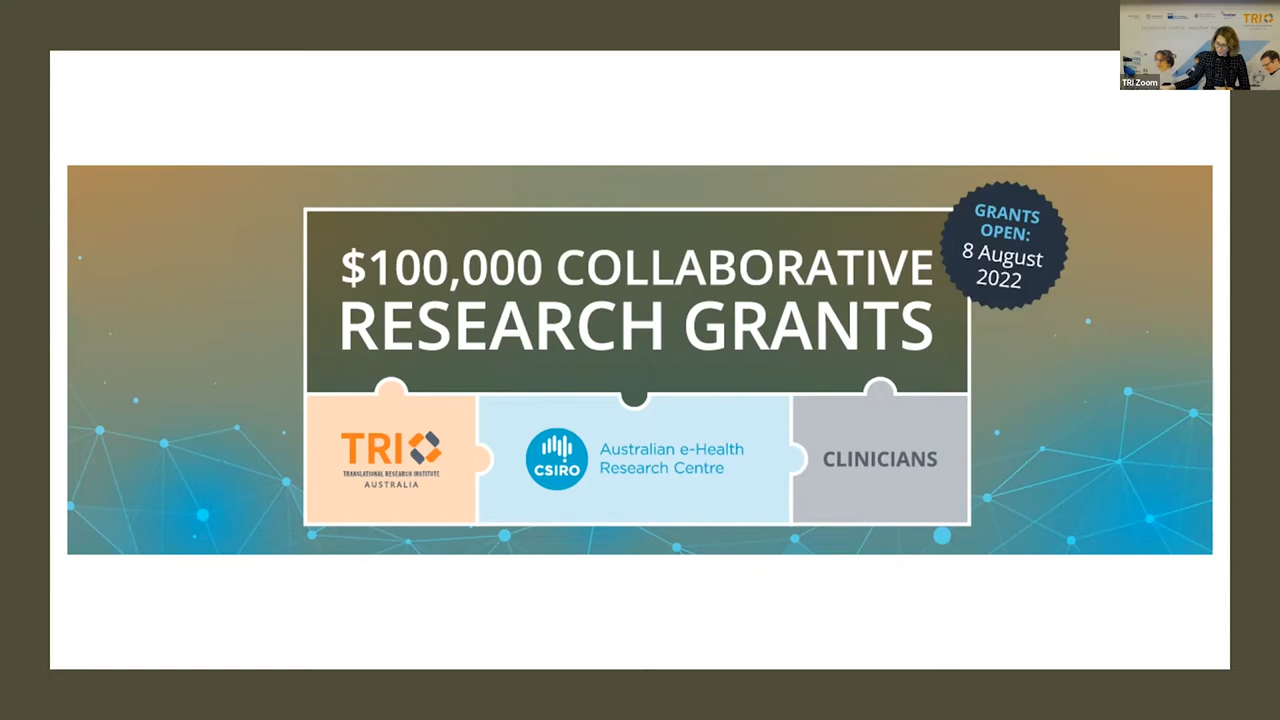 TRI
TRI Zoom
GRANTS
OPEN:
8 August
2022
$100,000 COLLABORATIVE
RESEARCH GRANTS
TRI
TRANSLATIONAL RESEARCH INSTITUTE
AUSTRALIA
CSIRO
Australian e-Health
Research Centre
CLINICIANS